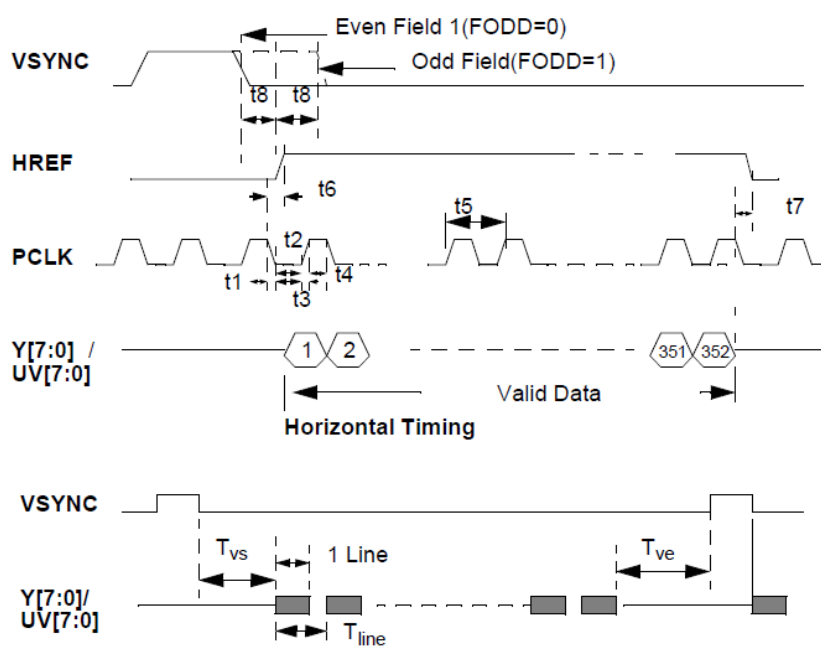 Even Field 1(FODD=0)
VSYNC
Odd Field(FODD=1)
t8 t8
HREF
t6
t7
t5
t2
PCLK
t1
t4
t3
Y[7:0] /
UV[7:0]
1 2
351 352
Valid Data
Horizontal Timing
VSYNC
Tvs
1 Line
Tve
Y[7:0]/
UV[7:0]
Tline